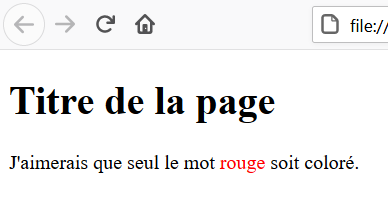 file://
Titre de la page
J'aimerais que seul le mot rouge soit coloré.